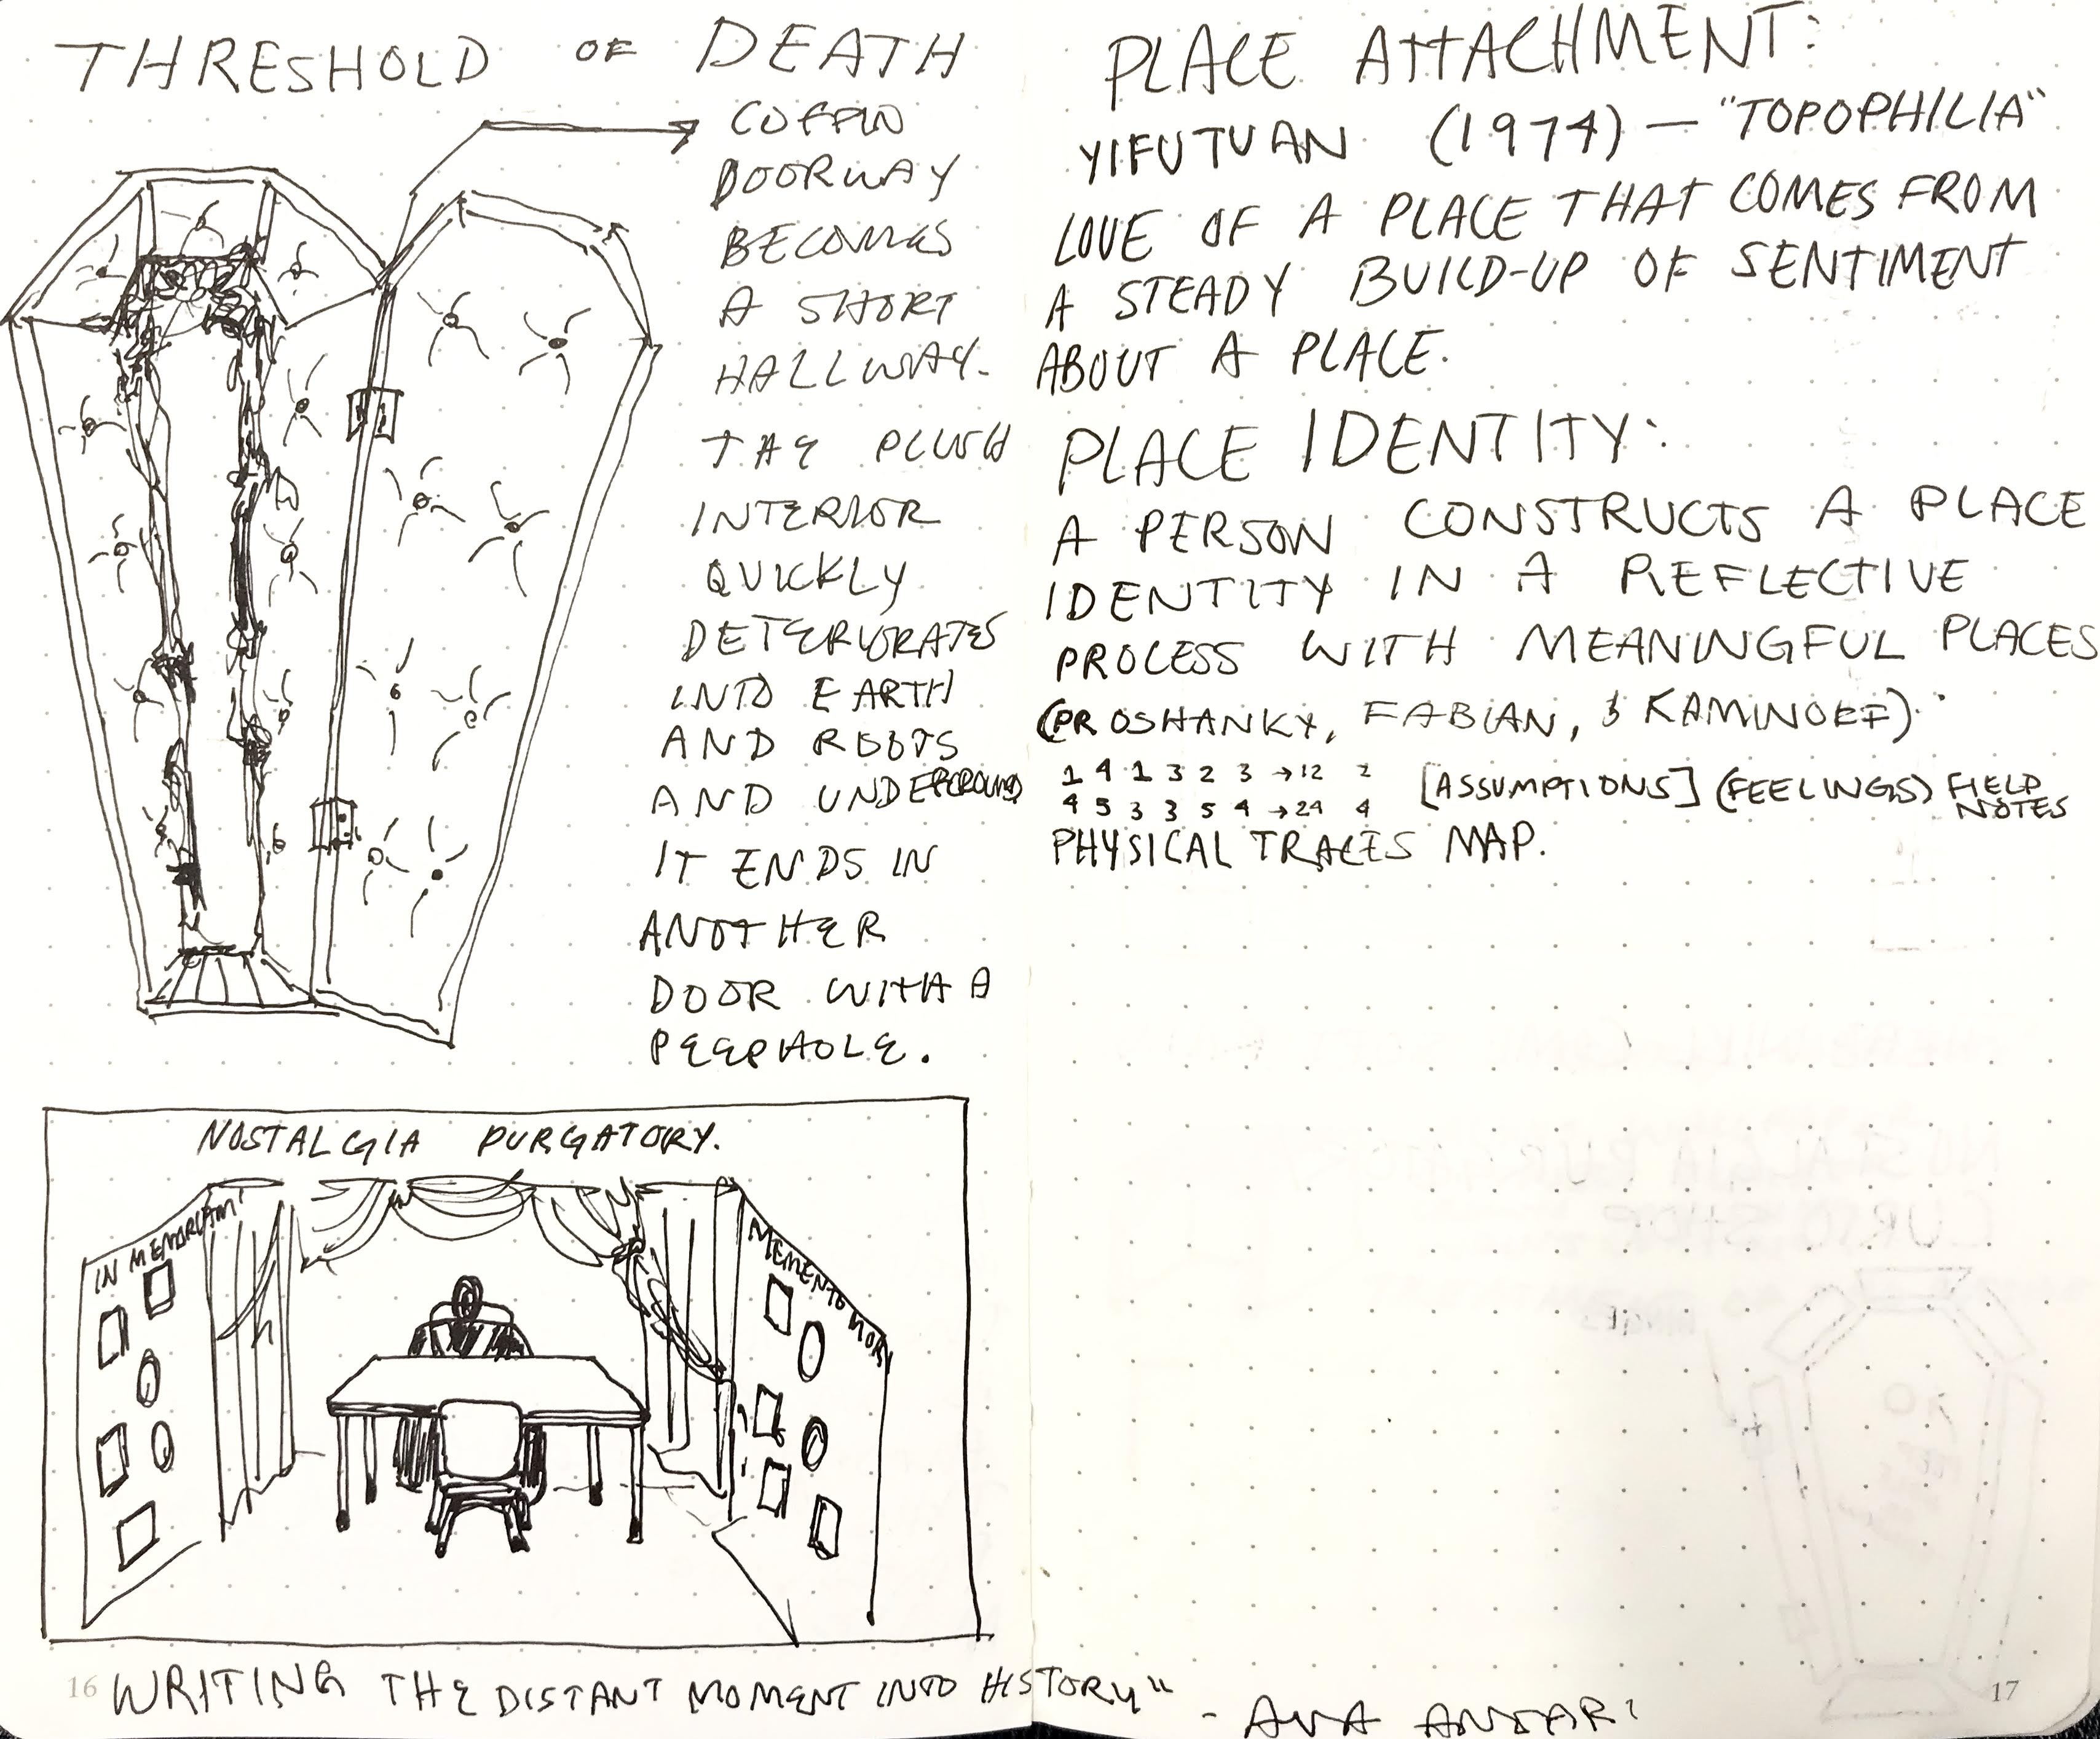 THRESHOLD OF DEATH
COFFIN
DOORWAY
BECOMES
A SHORT
HALLWAY.
THE PLUSH
INTERIOR
QUICKLY
DETERIORATES
INTO EARTH
AND ROOTS
AND UNDERGROUND
IT ENDS IN
ANOTHER
DOOR WITH A
PEEPHOLE.
NOSTALGIA PURGATORY.
IN MEMORIAM
MEMENTO MORI
16
WRITING THE DISTANT MOMENT INTO HISTORY"
- AVA ANSARI
PLACE ATTACHMENT:
YIFUTUAN (1974) — "TOPOPHILIA"
LOVE OF A PLACE THAT COMES FROM
A STEADY BUILD-UP OF SENTIMENT
ABOUT A PLACE.
PLACE IDENTITY:
A PERSON CONSTRUCTS A PLACE
IDENTITY IN A REFLECTIVE
PROCESS WITH MEANINGFUL PLACES
(PROSHANKY, FABIAN, & KAMINOFF).
1 4 1 3 2 3 →12 2
4 5 3 3 5 4 →24 4
[ASSUMPTIONS] (FEELINGS) FIELD
NOTES
PHYSICAL TRACES MAP.
17